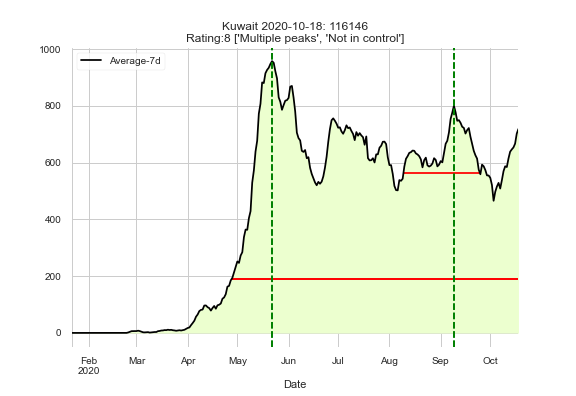 Kuwait 2020-10-18: 116146
Rating:8 ['Multiple peaks', 'Not in control']
Average-7d
1000
800
600
400
200
0
Feb Mar Apr May Jun Jul Aug Sep Oct
2020
Date